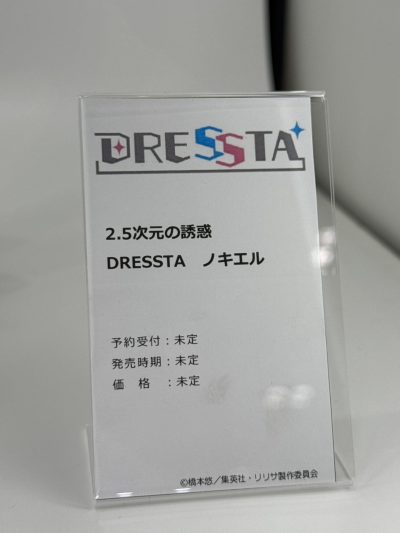 DRESSTA
2.5次元の誘惑
DRESSTA ノキエル
予約受付：未定
発売時期：未定
価　格　：未定
©橋本悠／集英社・リリサ製作委員会